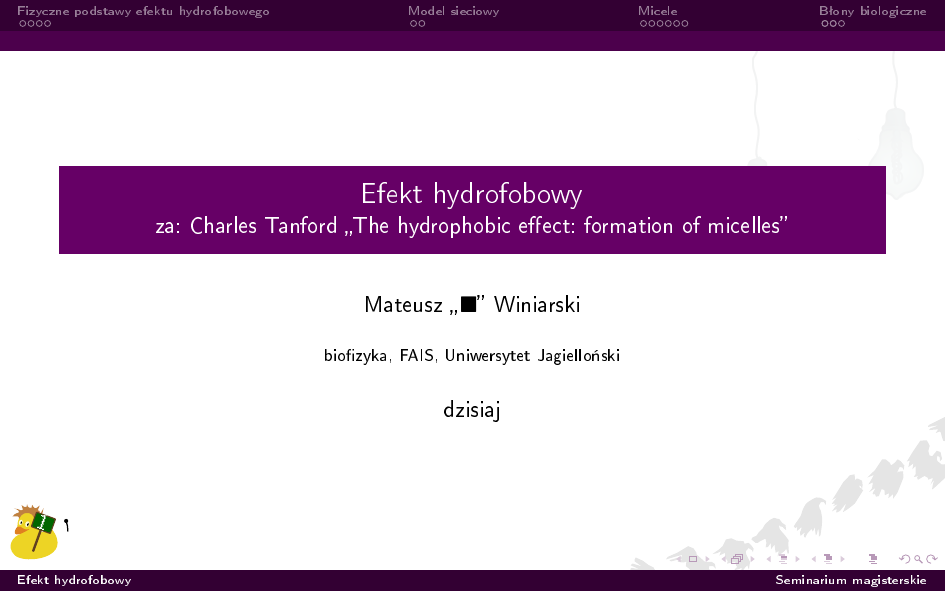 Fizyczne podstawy efektu hydrofobowego Model sieciowy Micele Błony biologiczne
Efekt hydrofobowy
za: Charles Tanford „The hydrophobic effect: formation of micelles”
Mateusz „■” Winiarski
biofizyka, FAIS, Uniwersytet Jagielloński
dzisiaj
Efekt hydrofobowy Seminarium magisterskie